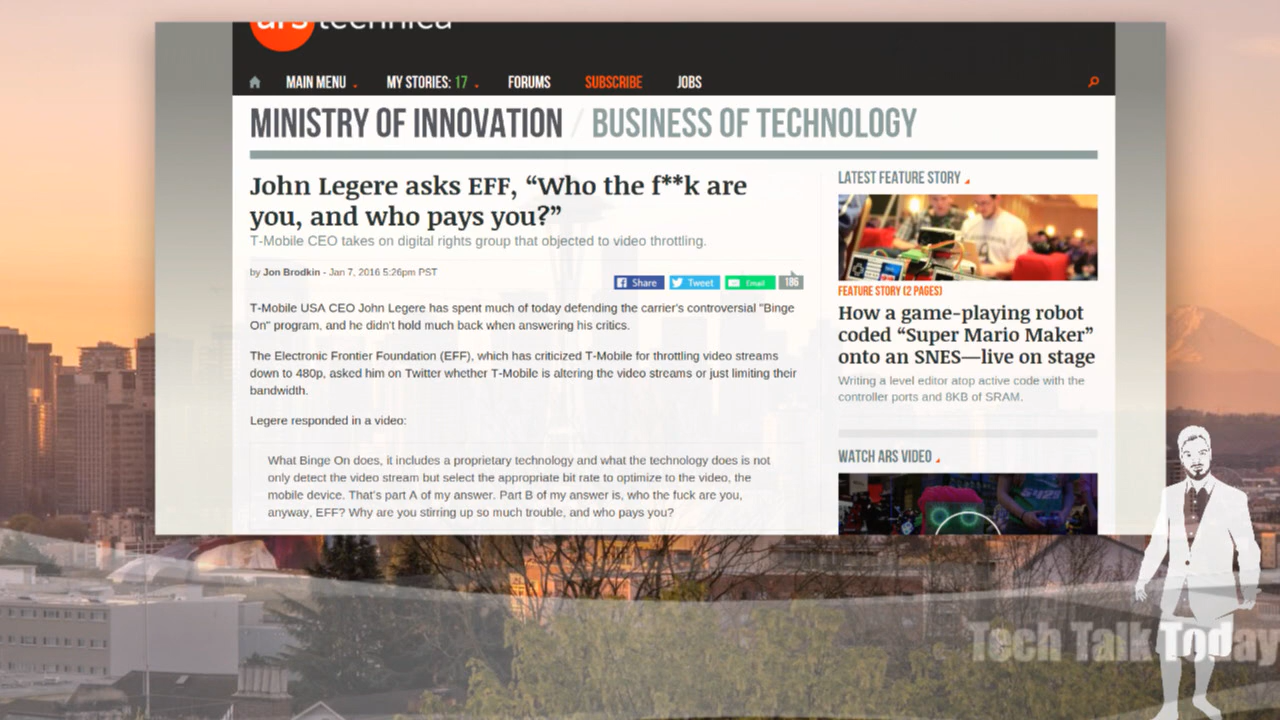 ars technica
MAIN MENU
MY STORIES: 17
FORUMS
SUBSCRIBE
JOBS
MINISTRY OF INNOVATION / BUSINESS OF TECHNOLOGY
John Legere asks EFF, “Who the f**k are
you, and who pays you?”
T-Mobile CEO takes on digital rights group that objected to video throttling.
by Jon Brodkin - Jan 7, 2016 5:26pm PST
Share
Tweet
Email
186
T-Mobile USA CEO John Legere has spent much of today defending the carrier's controversial "Binge
On" program, and he didn't hold much back when answering his critics.
The Electronic Frontier Foundation (EFF), which has criticized T-Mobile for throttling video streams
down to 480p, asked him on Twitter whether T-Mobile is altering the video streams or just limiting their
bandwidth.
Legere responded in a video:
What Binge On does, it includes a proprietary technology and what the technology does is not
only detect the video stream but select the appropriate bit rate to optimize to the video, the
mobile device. That's part A of my answer. Part B of my answer is, who the fuck are you,
anyway, EFF? Why are you stirring up so much trouble, and who pays you?
LATEST FEATURE STORY
FEATURE STORY (2 PAGES)
How a game-playing robot
coded “Super Mario Maker”
onto an SNES—live on stage
Writing a level editor atop active code with the
controller ports and 8KB of SRAM.
WATCH ARS VIDEO
Tech Talk Today